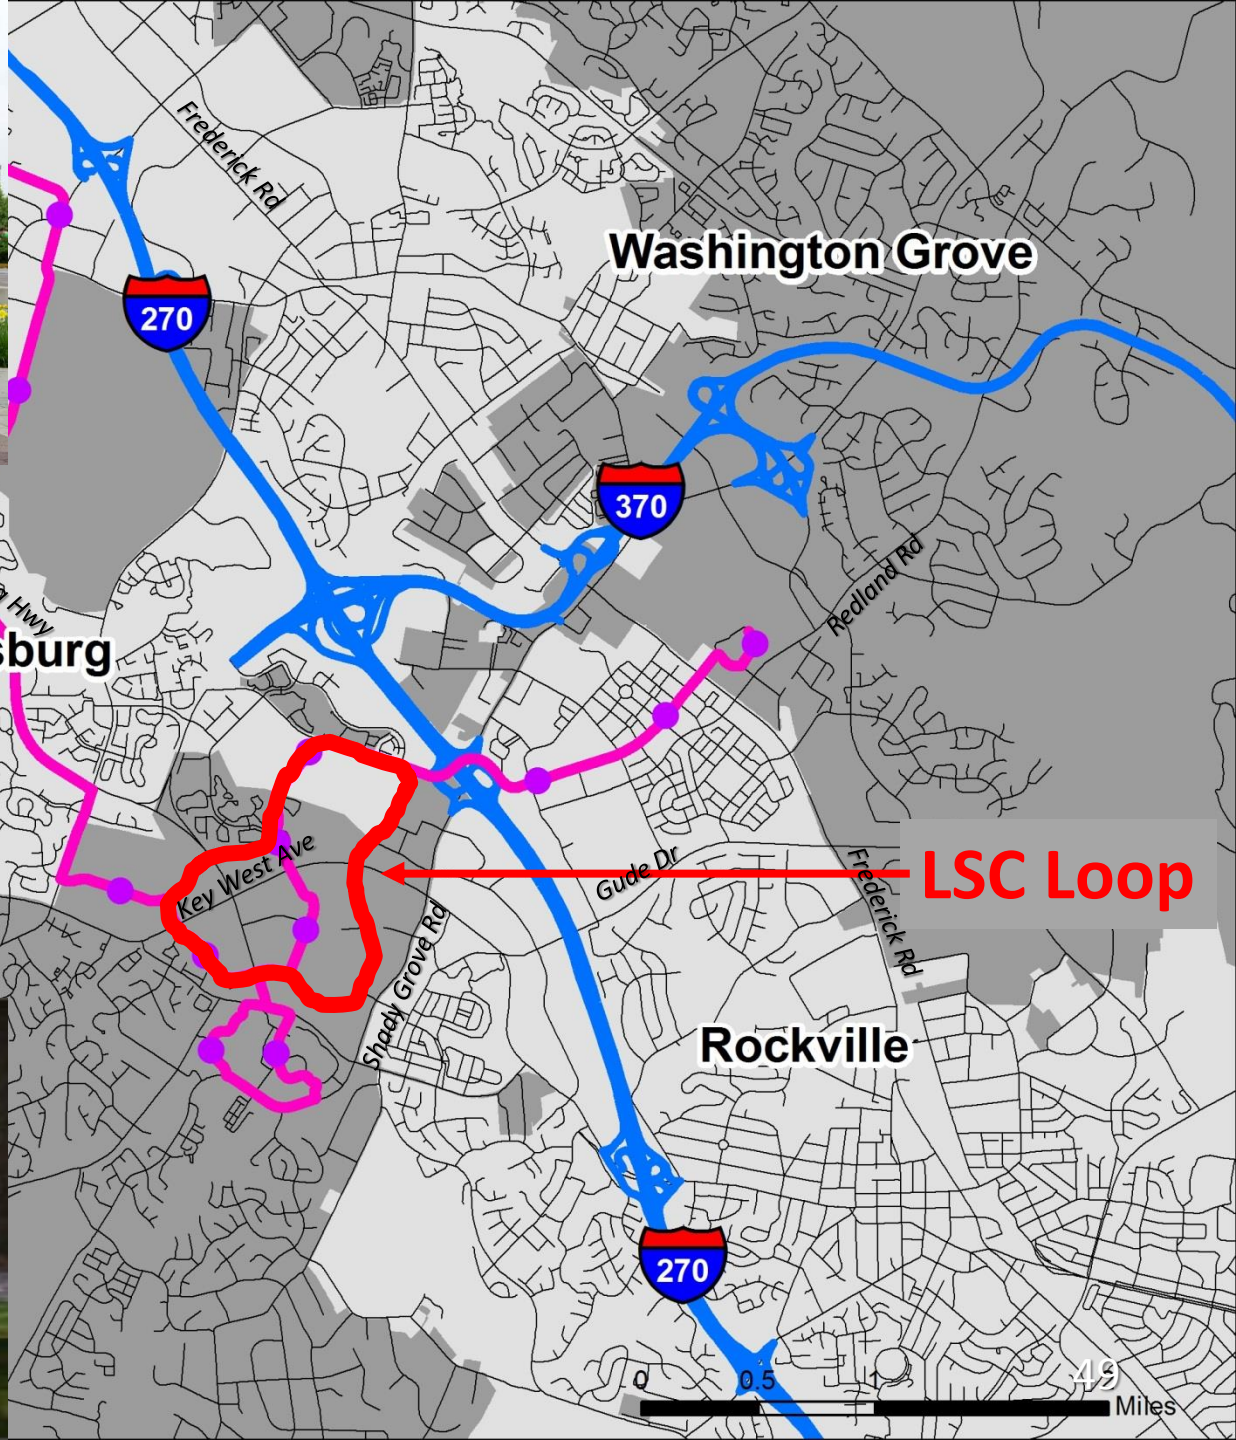 Frederick Rd
Washington Grove
270
370
Redland Rd
Hwy
sburg
Key West Ave
Gude Dr
Frederick Rd
LSC Loop
Shady Grove Rd
Rockville
270
0 0.5 1 49
Miles